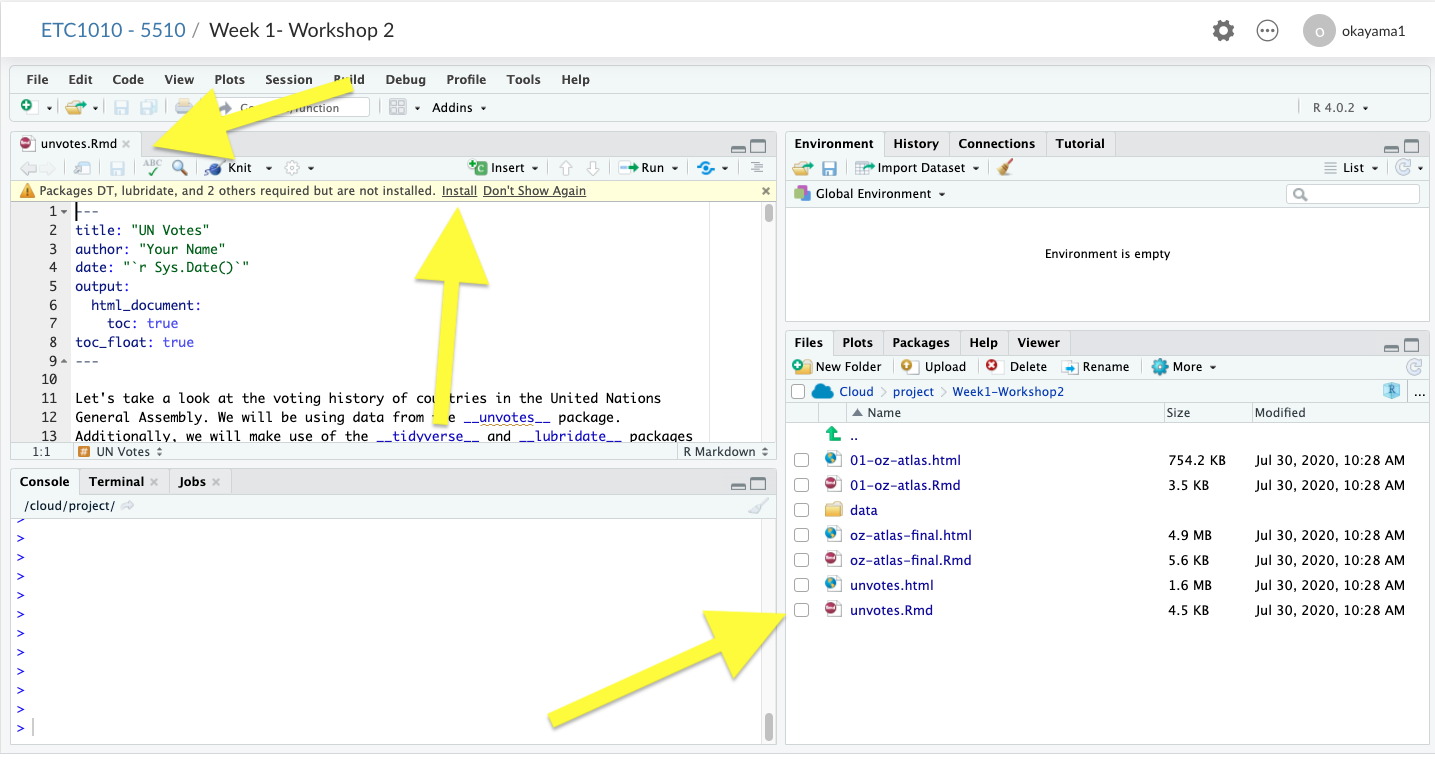 ETC1010 - 5510 / Week 1- Workshop 2
okayama1
File Edit Code View Plots Session Build Debug Profile Tools Help
Addins
R 4.0.2
unvotes.Rmd
ABC
Knit
Insert
Run
Packages DT, lubridate, and 2 others required but are not installed. Install Don't Show Again
1 ---
2 title: "UN Votes"
3 author: "Your Name"
4 date: "`r Sys.Date()`"
5 output:
6 html_document:
7 toc: true
8 toc_float: true
9 ---
10
11 Let's take a look at the voting history of countries in the United Nations
12 General Assembly. We will be using data from the __unvotes__ package.
13 Additionally, we will make use of the __tidyverse__ and __lubridate__ packages
1:1 # UN Votes R Markdown
Console Terminal Jobs
/cloud/project/
>
>
>
>
>
>
>
>
>
>
>
>
Environment History Connections Tutorial
Import Dataset
List
Global Environment
Environment is empty
Files Plots Packages Help Viewer
New Folder Upload Delete Rename More
Cloud > project > Week1-Workshop2
R
...
Name Size Modified
..
01-oz-atlas.html 754.2 KB Jul 30, 2020, 10:28 AM
01-oz-atlas.Rmd 3.5 KB Jul 30, 2020, 10:28 AM
data
oz-atlas-final.html 4.9 MB Jul 30, 2020, 10:28 AM
oz-atlas-final.Rmd 5.6 KB Jul 30, 2020, 10:28 AM
unvotes.html 1.6 MB Jul 30, 2020, 10:28 AM
unvotes.Rmd 4.5 KB Jul 30, 2020, 10:28 AM